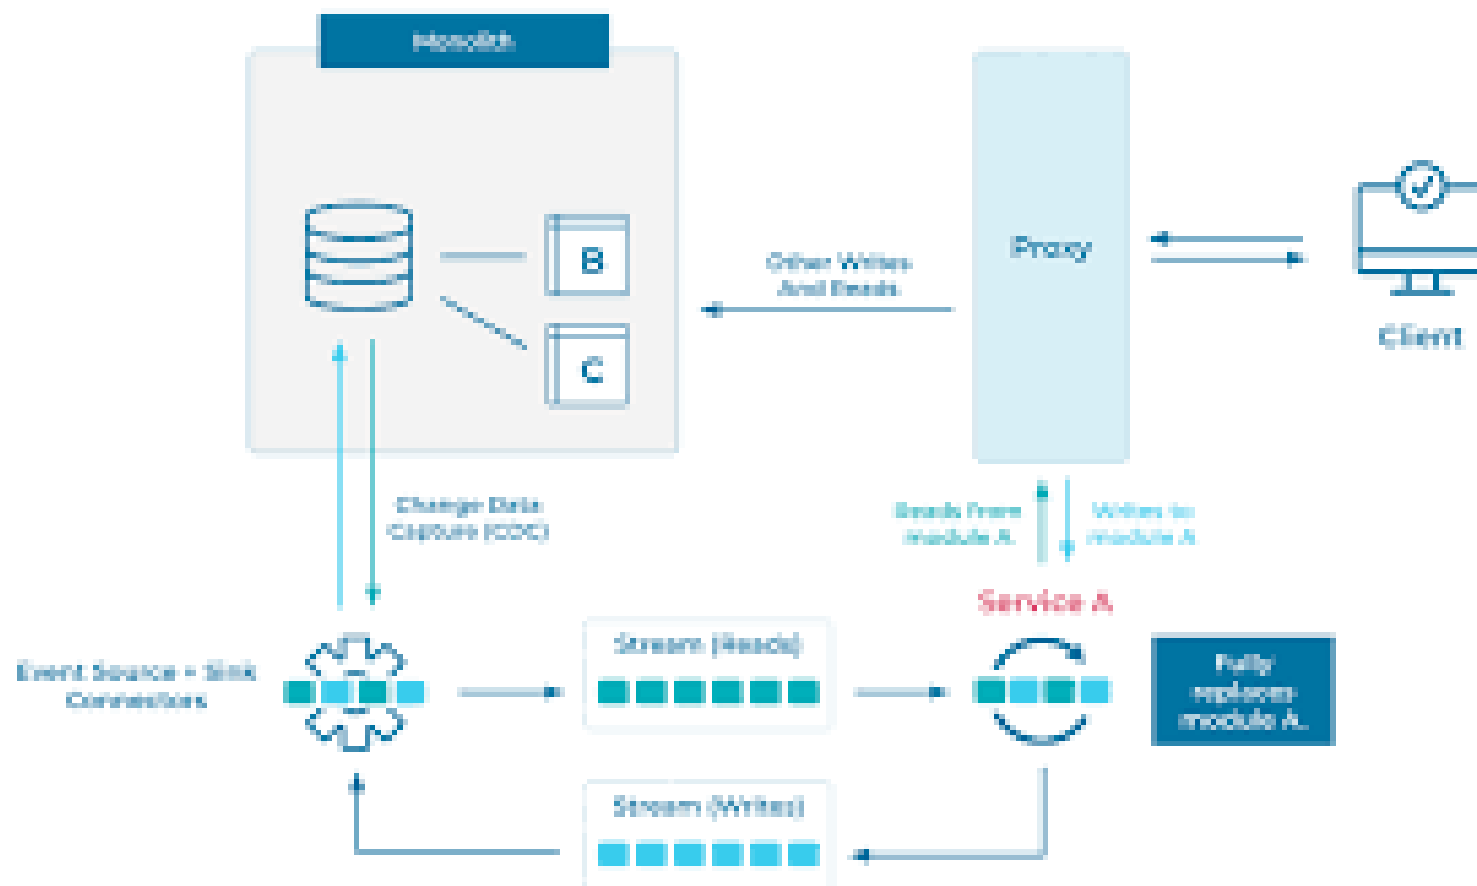 Monolith
B
C
Other Writes
And Reads
Proxy
Client
Change Data
Capture (CDC)
Reads from
module A
Writes to
module A
Service A
Event Source + Sink
Connectors
Stream (Reads)
Fully
replaces
module A.
Stream (Writes)